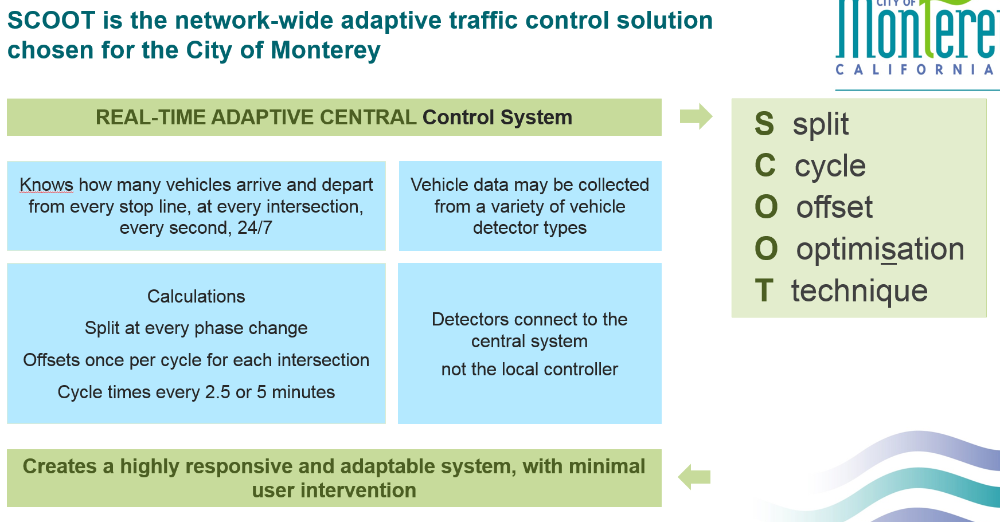 SCOOT is the network-wide adaptive traffic control solution
chosen for the City of Monterey
CITY OF
Montere
CALIFORNIA
REAL-TIME ADAPTIVE CENTRAL Control System
Knows how many vehicles arrive and depart
from every stop line, at every intersection,
every second, 24/7
Vehicle data may be collected
from a variety of vehicle
detector types
Calculations
Split at every phase change
Offsets once per cycle for each intersection
Cycle times every 2.5 or 5 minutes
Detectors connect to the
central system
not the local controller
Creates a highly responsive and adaptable system, with minimal
user intervention
S split
C cycle
O offset
O optimisation
T technique